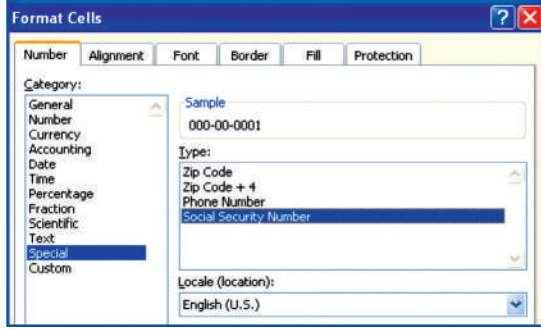 Format Cells
Number Alignment Font Border Fill Protection
Category:
General
Number
Currency
Accounting
Date
Time
Percentage
Fraction
Scientific
Text
Special
Custom
Sample
000-00-0001
Type:
Zip Code
Zip Code + 4
Phone Number
Social Security Number
Locale (location):
English (U.S.)